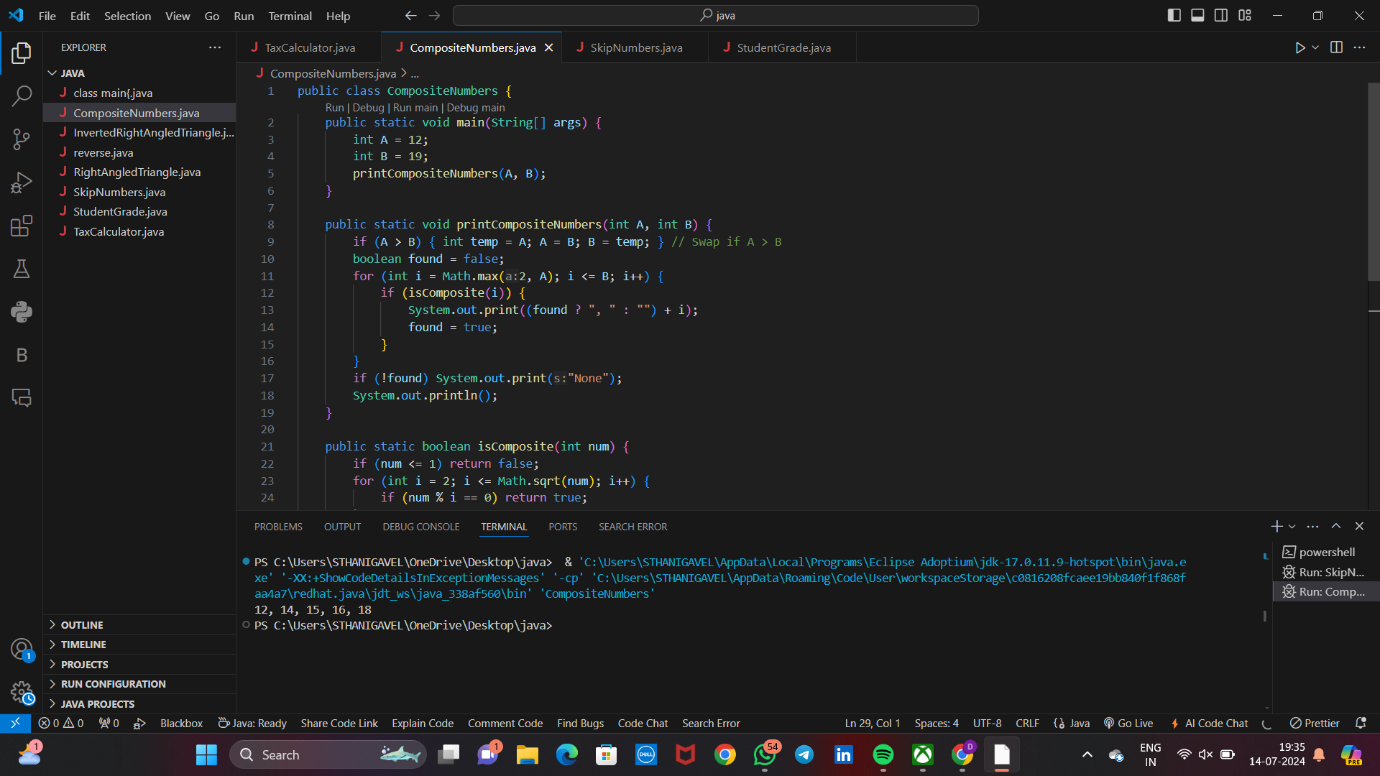 File Edit Selection View Go Run Terminal Help
java
EXPLORER
JAVA
class main{.java
CompositeNumbers.java
InvertedRightAngledTriangle.j...
reverse.java
RightAngledTriangle.java
SkipNumbers.java
StudentGrade.java
TaxCalculator.java
OUTLINE
TIMELINE
PROJECTS
RUN CONFIGURATION
JAVA PROJECTS
TaxCalculator.java CompositeNumbers.java SkipNumbers.java StudentGrade.java
CompositeNumbers.java > ...
1 public class CompositeNumbers {
Run | Debug | Run main | Debug main
2 public static void main(String[] args) {
3 int A = 12;
4 int B = 19;
5 printCompositeNumbers(A, B);
6 }
7
8 public static void printCompositeNumbers(int A, int B) {
9 if (A > B) { int temp = A; A = B; B = temp; } // Swap if A > B
10 boolean found = false;
11 for (int i = Math.max(a:2, A); i <= B; i++) {
12 if (isComposite(i)) {
13 System.out.print((found ? ", " : "") + i);
14 found = true;
15 }
16 }
17 if (!found) System.out.print(s:"None");
18 System.out.println();
19 }
20
21 public static boolean isComposite(int num) {
22 if (num <= 1) return false;
23 for (int i = 2; i <= Math.sqrt(num); i++) {
24 if (num % i == 0) return true;
PROBLEMS OUTPUT DEBUG CONSOLE TERMINAL PORTS SEARCH ERROR
PS C:\Users\STHANIGAVEL\OneDrive\Desktop\java> & 'C:\Users\STHANIGAVEL\AppData\Local\Programs\Eclipse Adoptium\jdk-17.0.11.9-hotspot\bin\java.e
xe' '-XX:+ShowCodeDetailsInExceptionMessages' '-cp' 'C:\Users\STHANIGAVEL\AppData\Roaming\Code\User\workspaceStorage\c0816208fcaee19bb840f1f868f
aa4a7\redhat.java\jdt_ws\java_338af560\bin' 'CompositeNumbers'
12, 14, 15, 16, 18
PS C:\Users\STHANIGAVEL\OneDrive\Desktop\java>
powershell
Run: SkipN...
Run: Comp...
B
1
0 0 0 Blackbox Java: Ready Share Code Link Explain Code Comment Code Find Bugs Code Chat Search Error Ln 29, Col 1 Spaces: 4 UTF-8 CRLF {} Java Go Live AI Code Chat Prettier
1 Search 1 DELL 54 D ENG 19:35 PRE
IN 14-07-2024